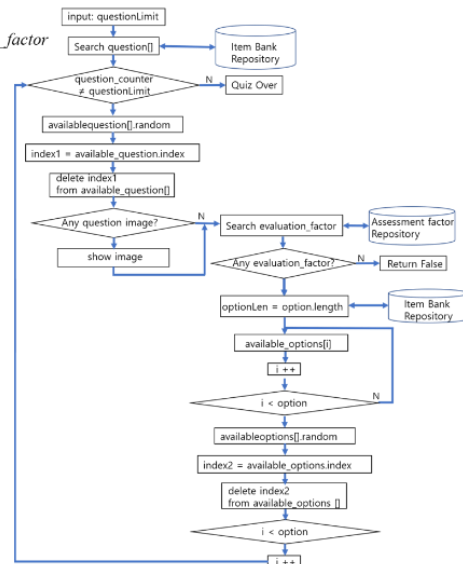 input: questionLimit
_factor
Search question[]
Item Bank
Repository
question_counter
≠ questionLimit
N
Quiz Over
availablequestion[].random
index1 = available_question.index
delete index1
from available_question[]
Any question image?
N
Search evaluation_factor
Assessment factor
Repository
show image
Any evaluation_factor?
N
Return False
optionLen = option.length
Item Bank
Repository
available_options[i]
i ++
i < option
N
availableoptions[].random
index2 = available_options.index
delete index2
from available_options []
i < option
i ++